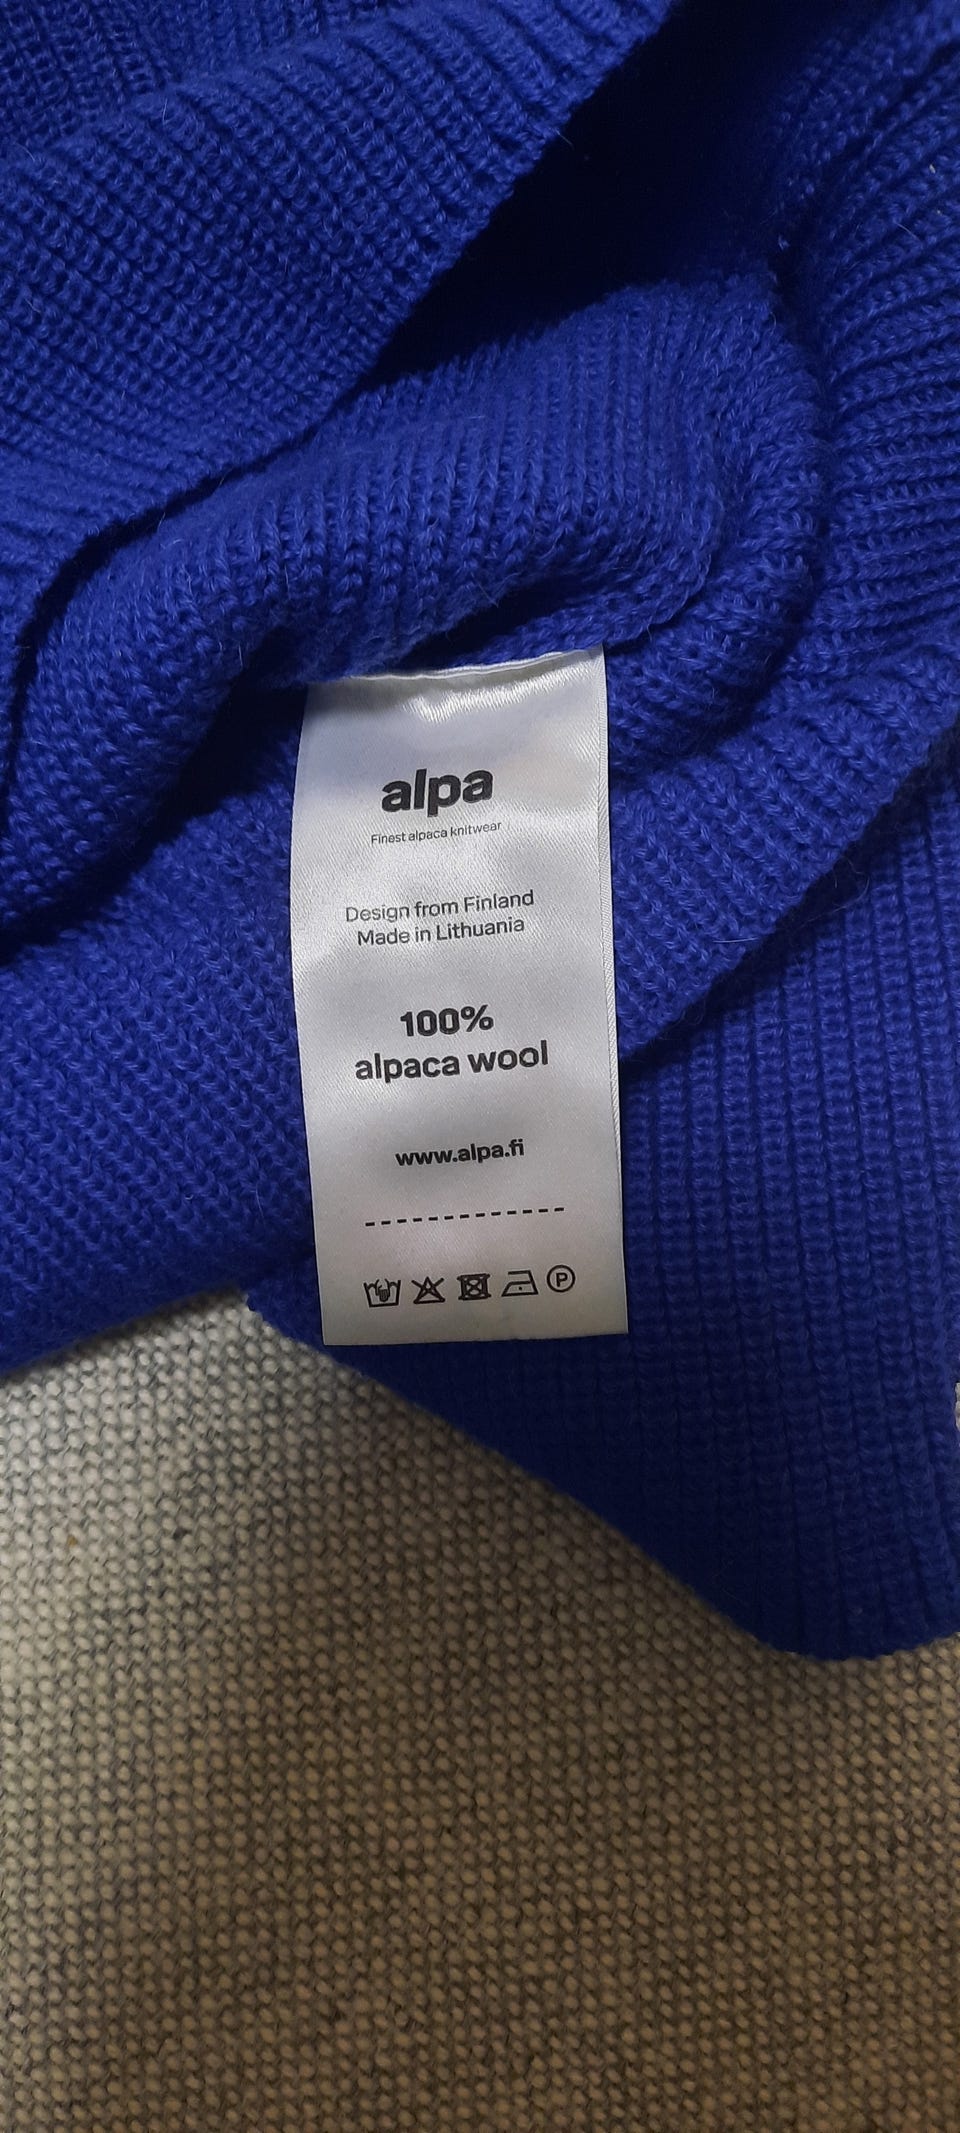 alpa
Finest alpaca knitwear
Design from Finland
Made in Lithuania
100%
alpaca wool
www.alpa.fi
P